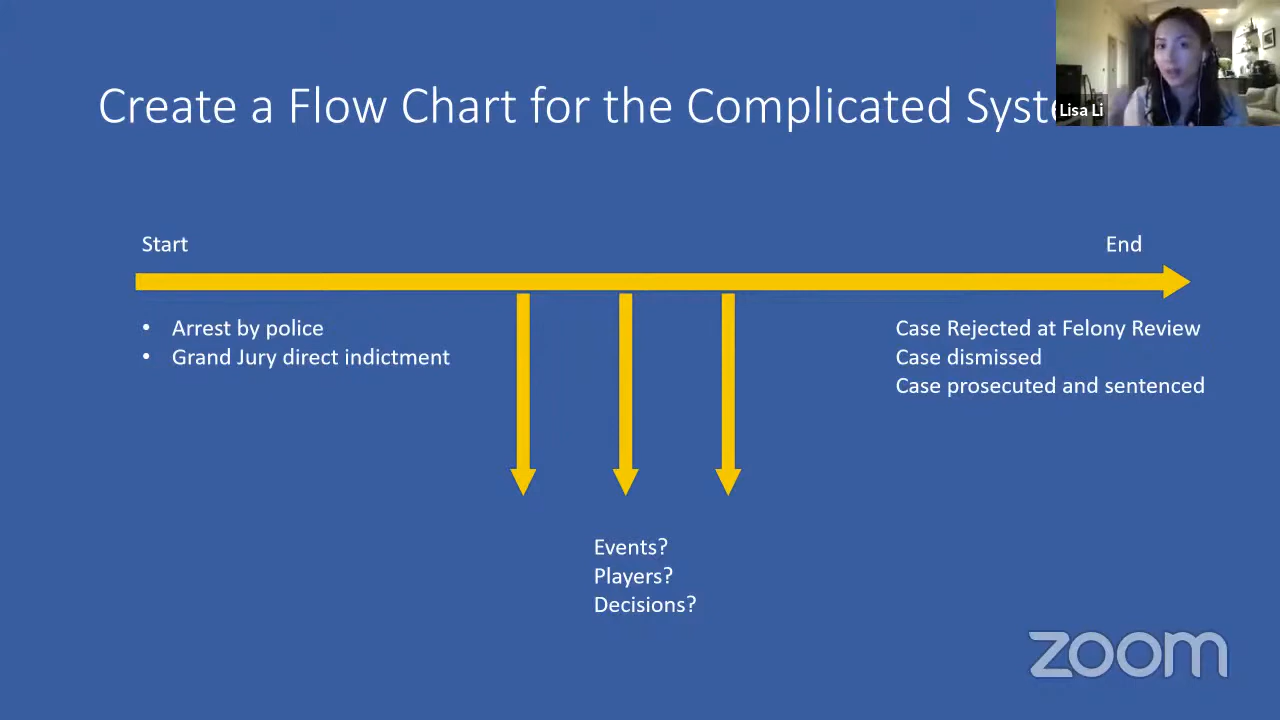 Create a Flow Chart for the Complicated Syst
Lisa Li
Start
End
• Arrest by police
• Grand Jury direct indictment
Case Rejected at Felony Review
Case dismissed
Case prosecuted and sentenced
Events?
Players?
Decisions?
zoom